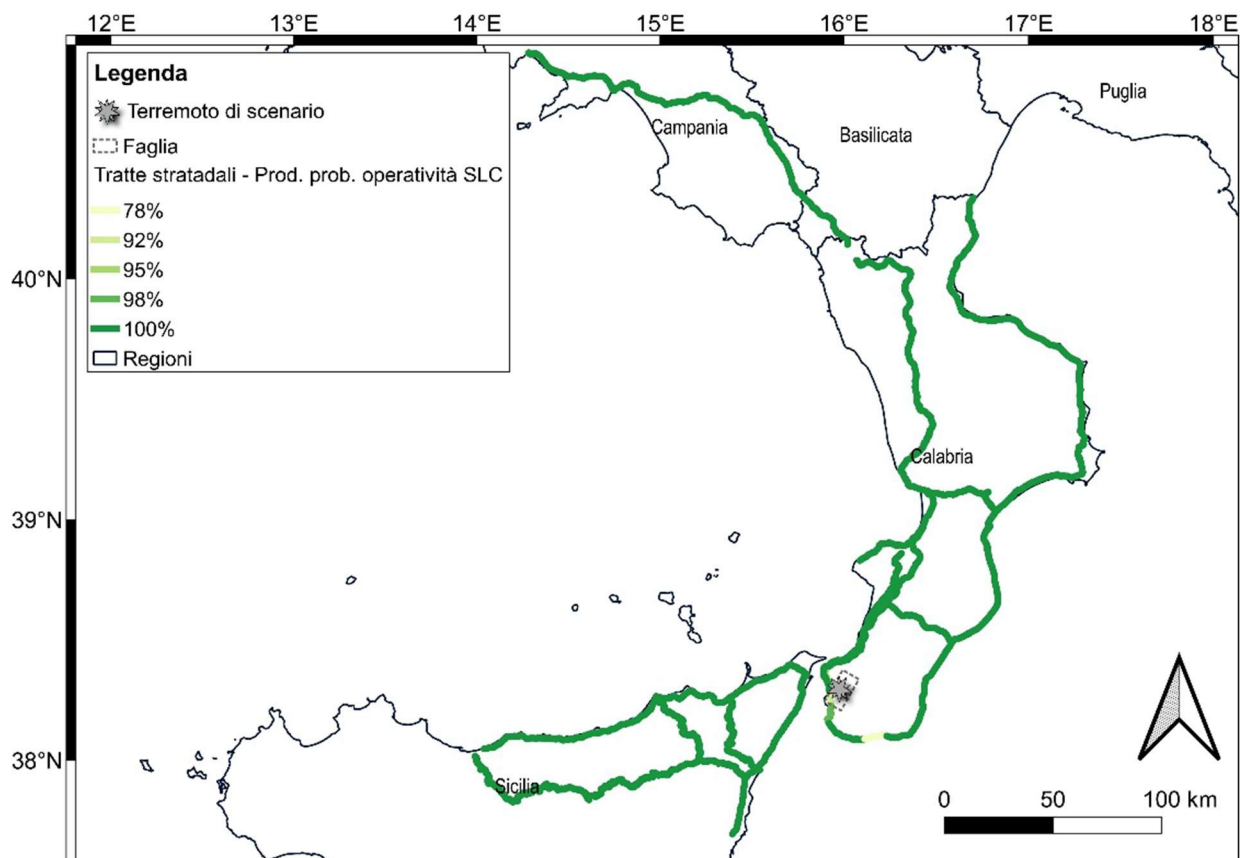 12°E 13°E 14°E 15°E 16°E 17°E 18°E
Legenda
Terremoto di scenario
Faglia
Tratte stratadali - Prod. prob. operatività SLC
78%
92%
95%
98%
100%
Regioni
Puglia
Campania
Basilicata
40°N
Calabria
39°N
38°N
Sicilia
0 50 100 km